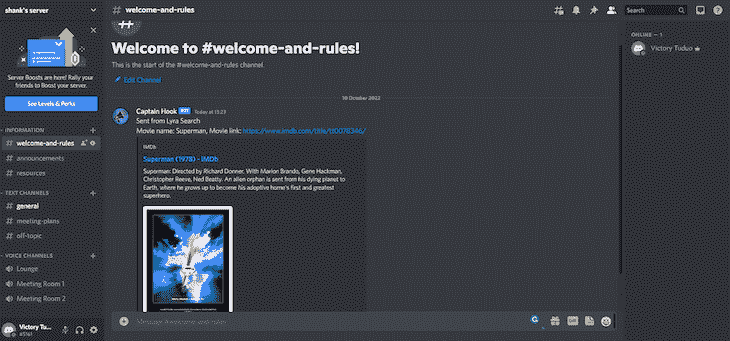 shank's server
welcome-and-rules
Search
Server Boosts are here! Rally your
friends to Boost your server.
See Levels & Perks
INFORMATION
welcome-and-rules
announcements
resources
TEXT CHANNELS
general
meeting-plans
off-topic
VOICE CHANNELS
Lounge
Meeting Room 1
Meeting Room 2
Victory Tu...
#5161
Welcome to #welcome-and-rules!
This is the start of the #welcome-and-rules channel.
Edit Channel
10 October 2022
Captain Hook BOT Today at 13:23
Sent from Lyra Search
Movie name: Superman, Movie link: https://www.imdb.com/title/tt0078346/
IMDb
Superman (1978) - IMDb
Superman: Directed by Richard Donner. With Marlon Brando, Gene Hackman,
Christopher Reeve, Ned Beatty. An alien orphan is sent from his dying planet to
Earth, where he grows up to become his adoptive home's first and greatest
superhero.
Message #welcome-and-rules
GIF
ONLINE — 1
Victory Tuduo